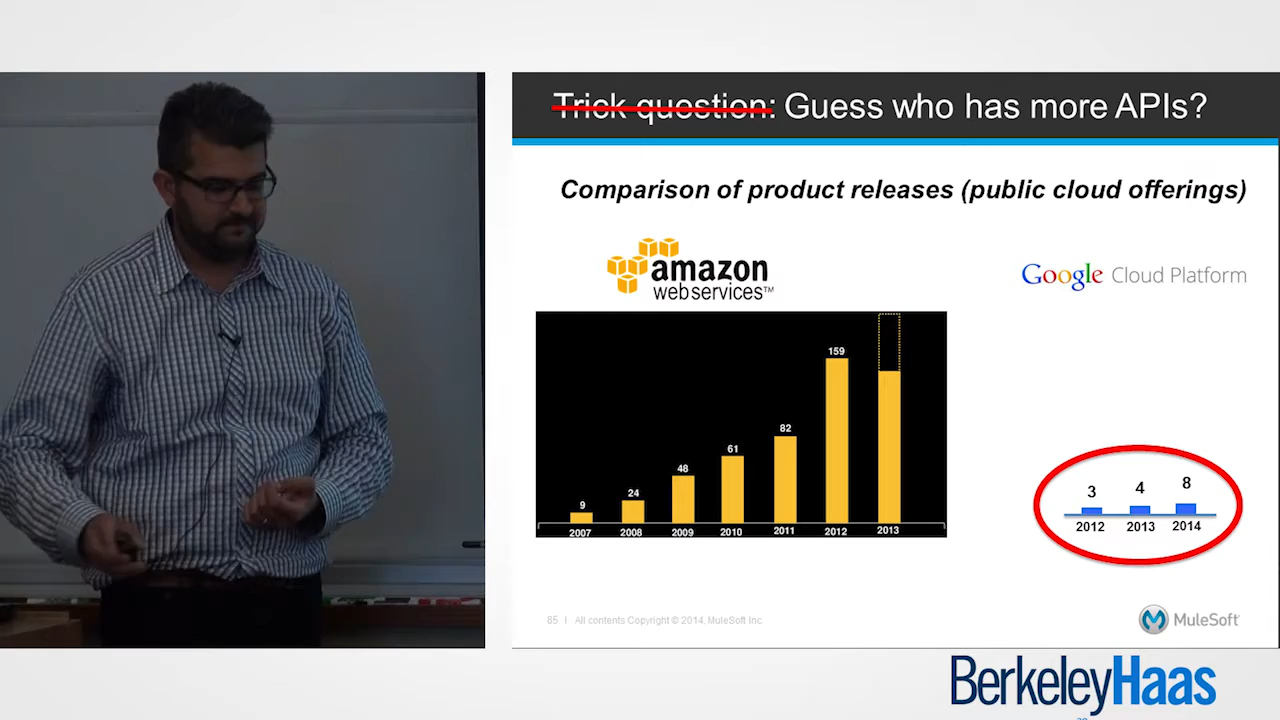 Trick question: Guess who has more APIs?
Comparison of product releases (public cloud offerings)
amazon
webservices™
Google Cloud Platform
159
82
61
48
24
9
2007 2008 2009 2010 2011 2012 2013
3 4 8
2012 2013 2014
85 | All contents Copyright © 2014, MuleSoft Inc.
MuleSoft
BerkeleyHaas